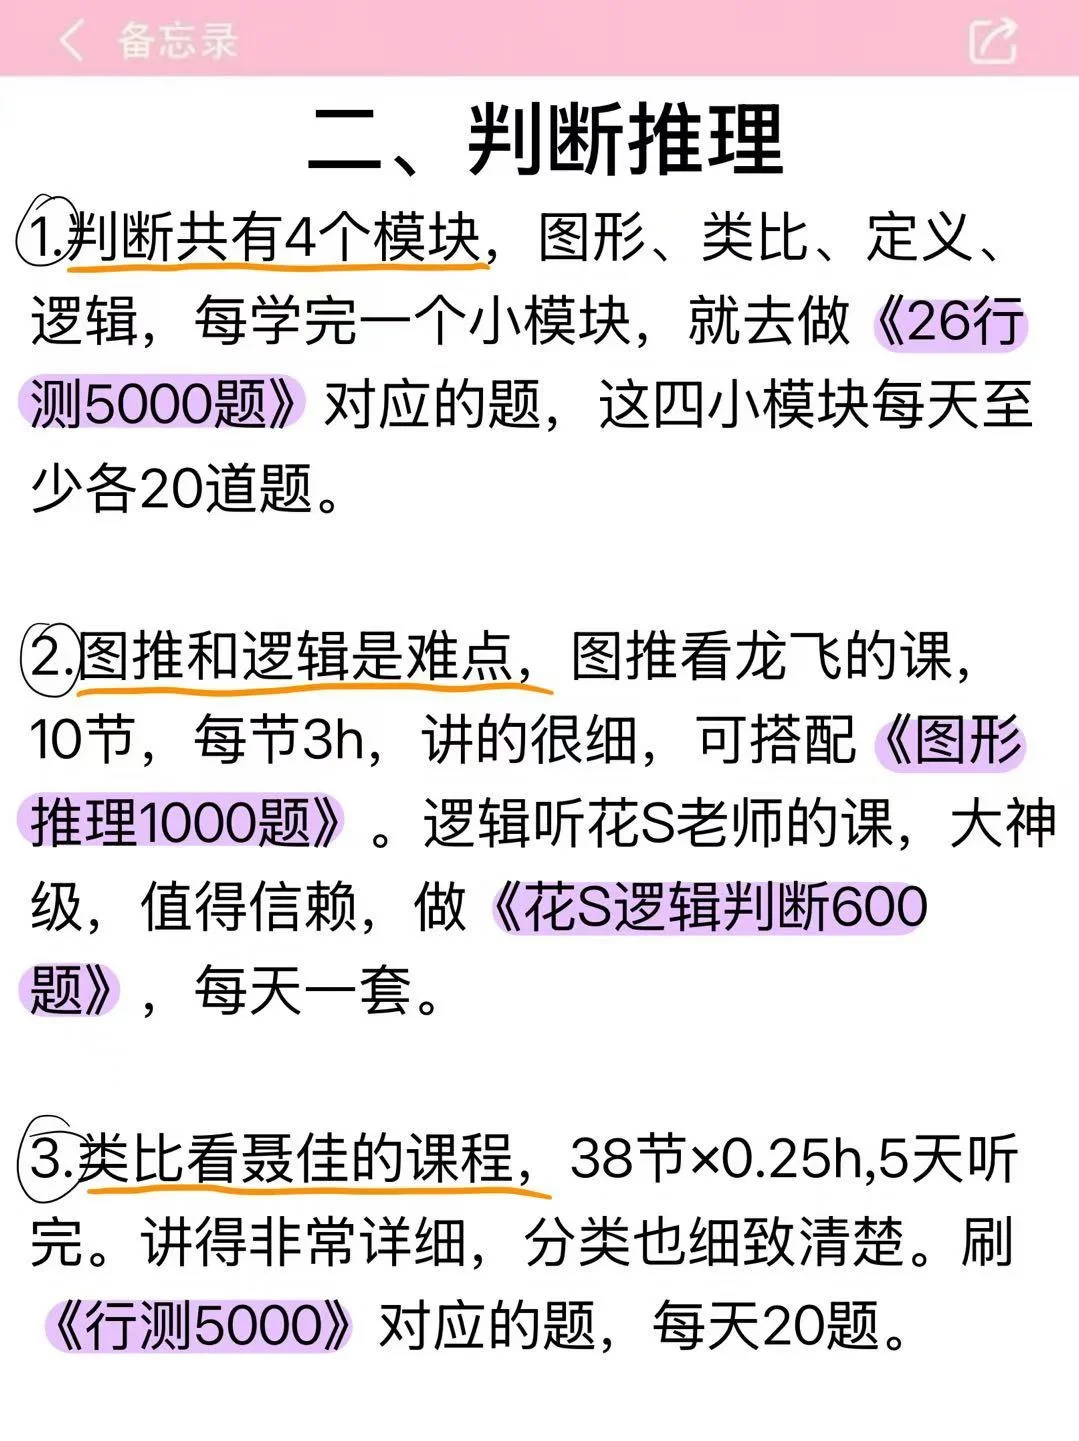 备忘录
二、判断推理
1.判断共有4个模块，图形、类比、定义、
逻辑，每学完一个小模块，就去做《26行
测5000题》对应的题，这四小模块每天至
少各20道题。
2.图推和逻辑是难点，图推看龙飞的课，
10节，每节3h，讲的很细，可搭配《图形
推理1000题》。逻辑听花S老师的课，大神
级，值得信赖，做《花S逻辑判断600
题》，每天一套。
3.类比看聂佳的课程，38节×0.25h,5天听
完。讲得非常详细，分类也细致清楚。刷
《行测5000》对应的题，每天20题。